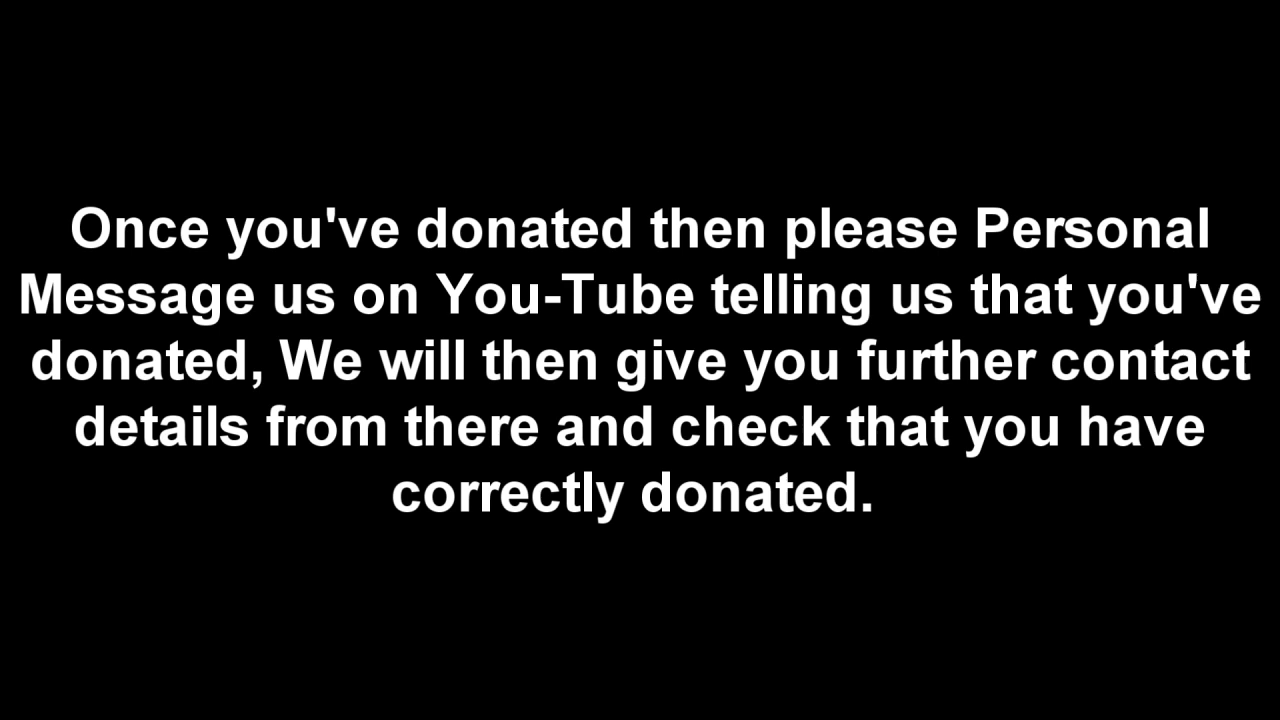 Once you've donated then please Personal
Message us on You-Tube telling us that you've
donated, We will then give you further contact
details from there and check that you have
correctly donated.